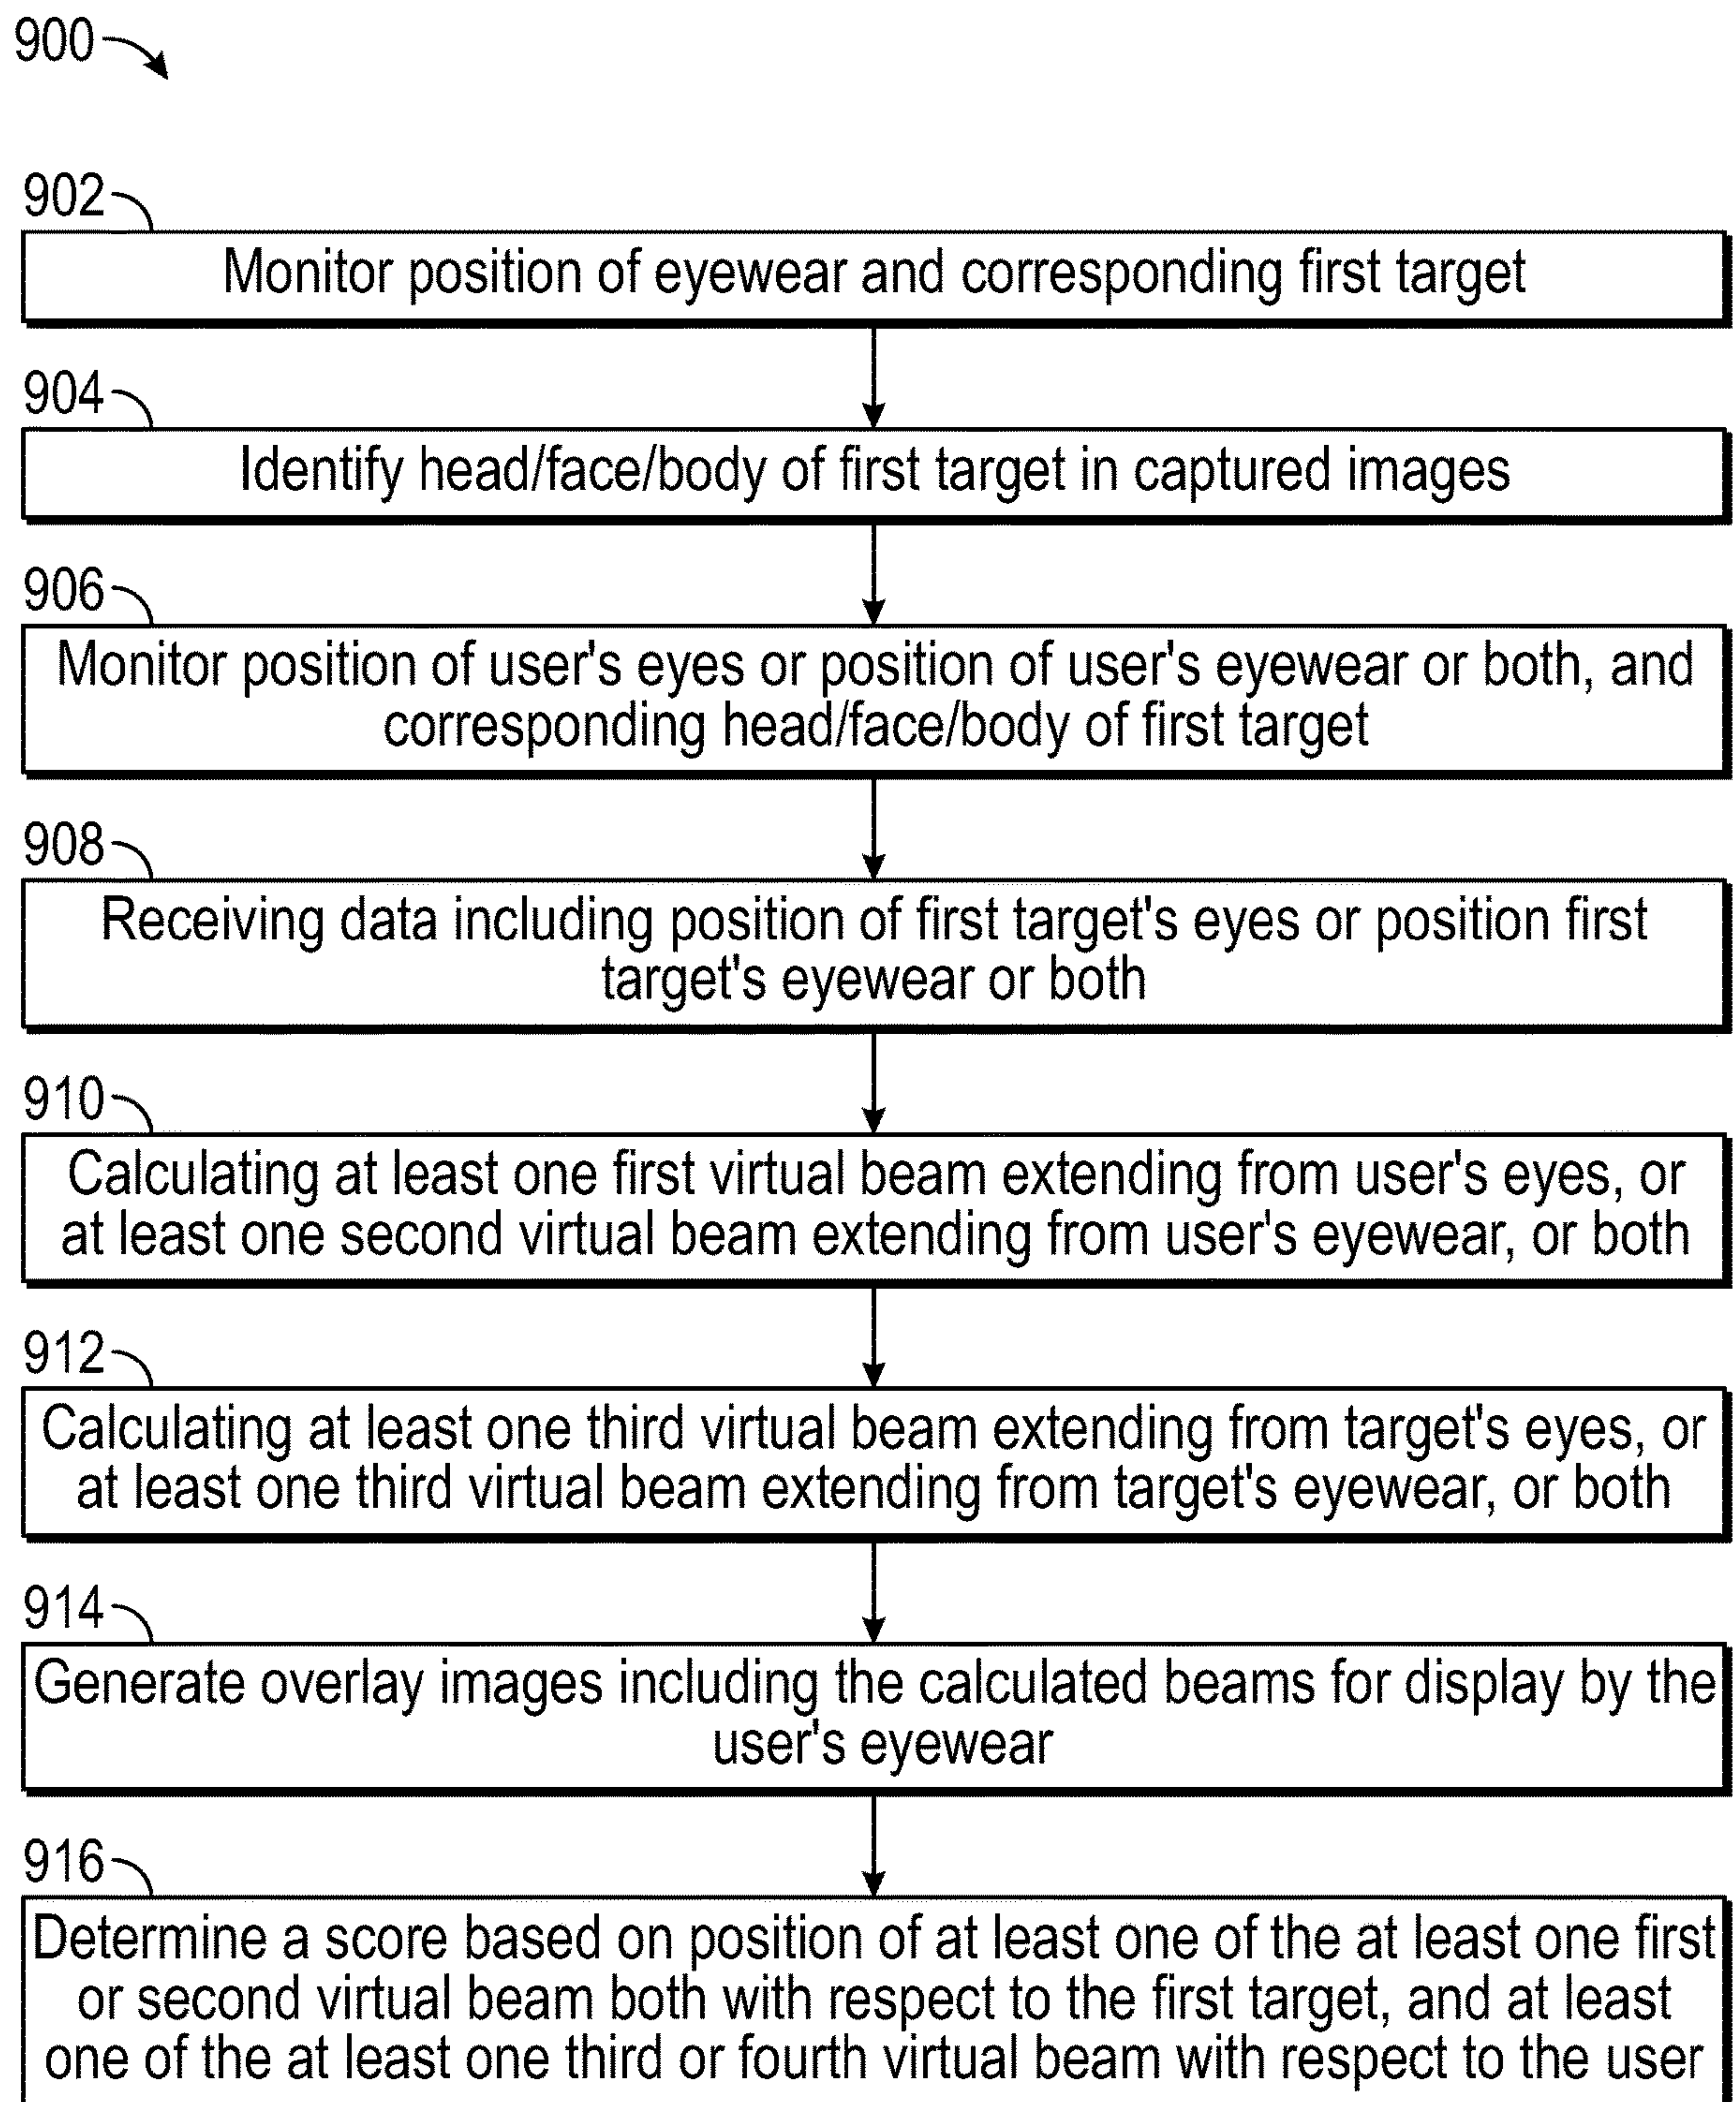 900
902
Monitor position of eyewear and corresponding first target
904
Identify head/face/body of first target in captured images
906
Monitor position of user's eyes or position of user's eyewear or both, and
corresponding head/face/body of first target
908
Receiving data including position of first target's eyes or position first
target's eyewear or both
910
Calculating at least one first virtual beam extending from user's eyes, or
at least one second virtual beam extending from user's eyewear, or both
912
Calculating at least one third virtual beam extending from target's eyes, or
at least one third virtual beam extending from target's eyewear, or both
914
Generate overlay images including the calculated beams for display by the
user's eyewear
916
Determine a score based on position of at least one of the at least one first
or second virtual beam both with respect to the first target, and at least
one of the at least one third or fourth virtual beam with respect to the user